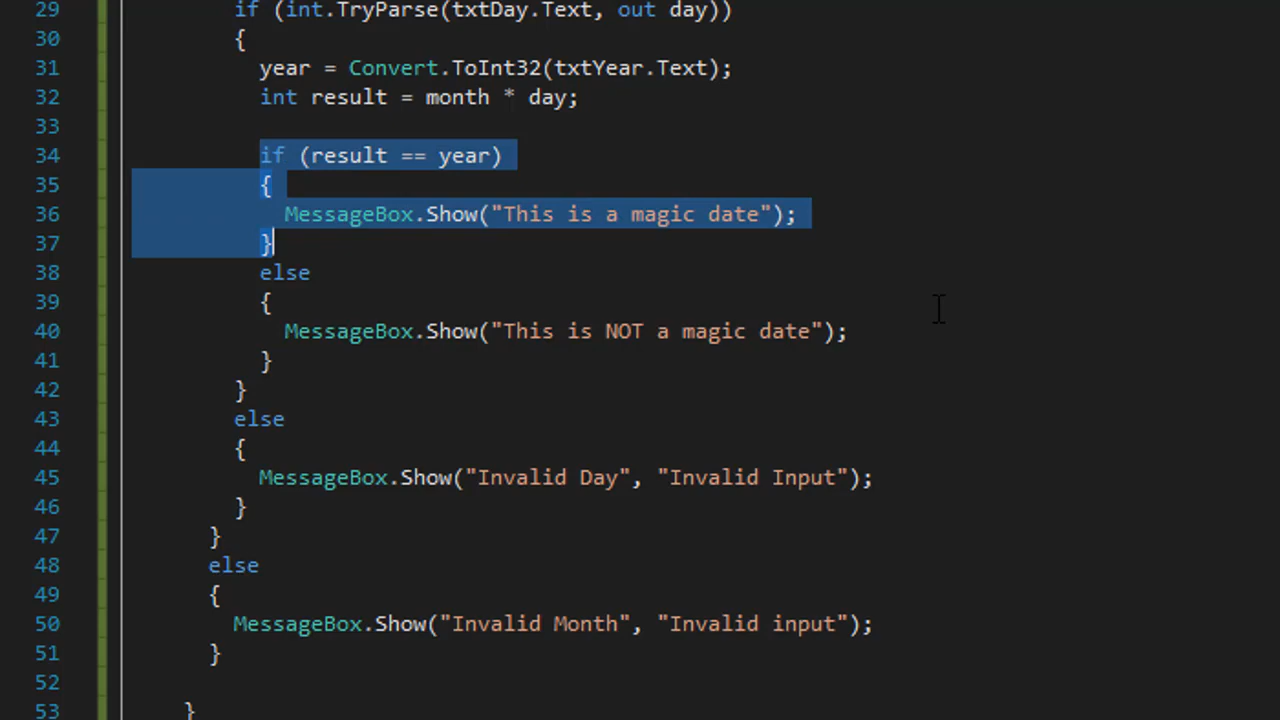 29 if (int.TryParse(txtDay.Text, out day))
30 {
31 year = Convert.ToInt32(txtYear.Text);
32 int result = month * day;
33
34 if (result == year)
35 {
36 MessageBox.Show("This is a magic date");
37 }
38 else
39 {
40 MessageBox.Show("This is NOT a magic date");
41 }
42 }
43 else
44 {
45 MessageBox.Show("Invalid Day", "Invalid Input");
46 }
47 }
48 else
49 {
50 MessageBox.Show("Invalid Month", "Invalid input");
51 }
52
53 }